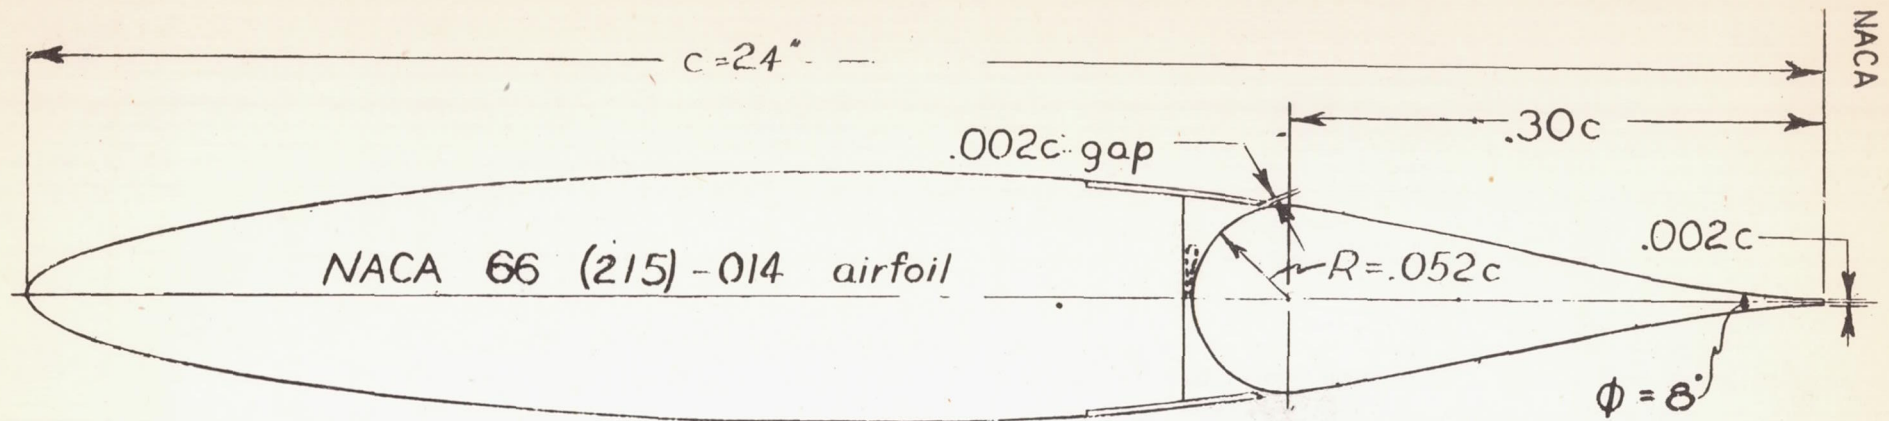 NACA
c = 24"
.30c
.002c gap
.002c
NACA 66 (215) - 014 airfoil
R = .052c
ϕ = 8°